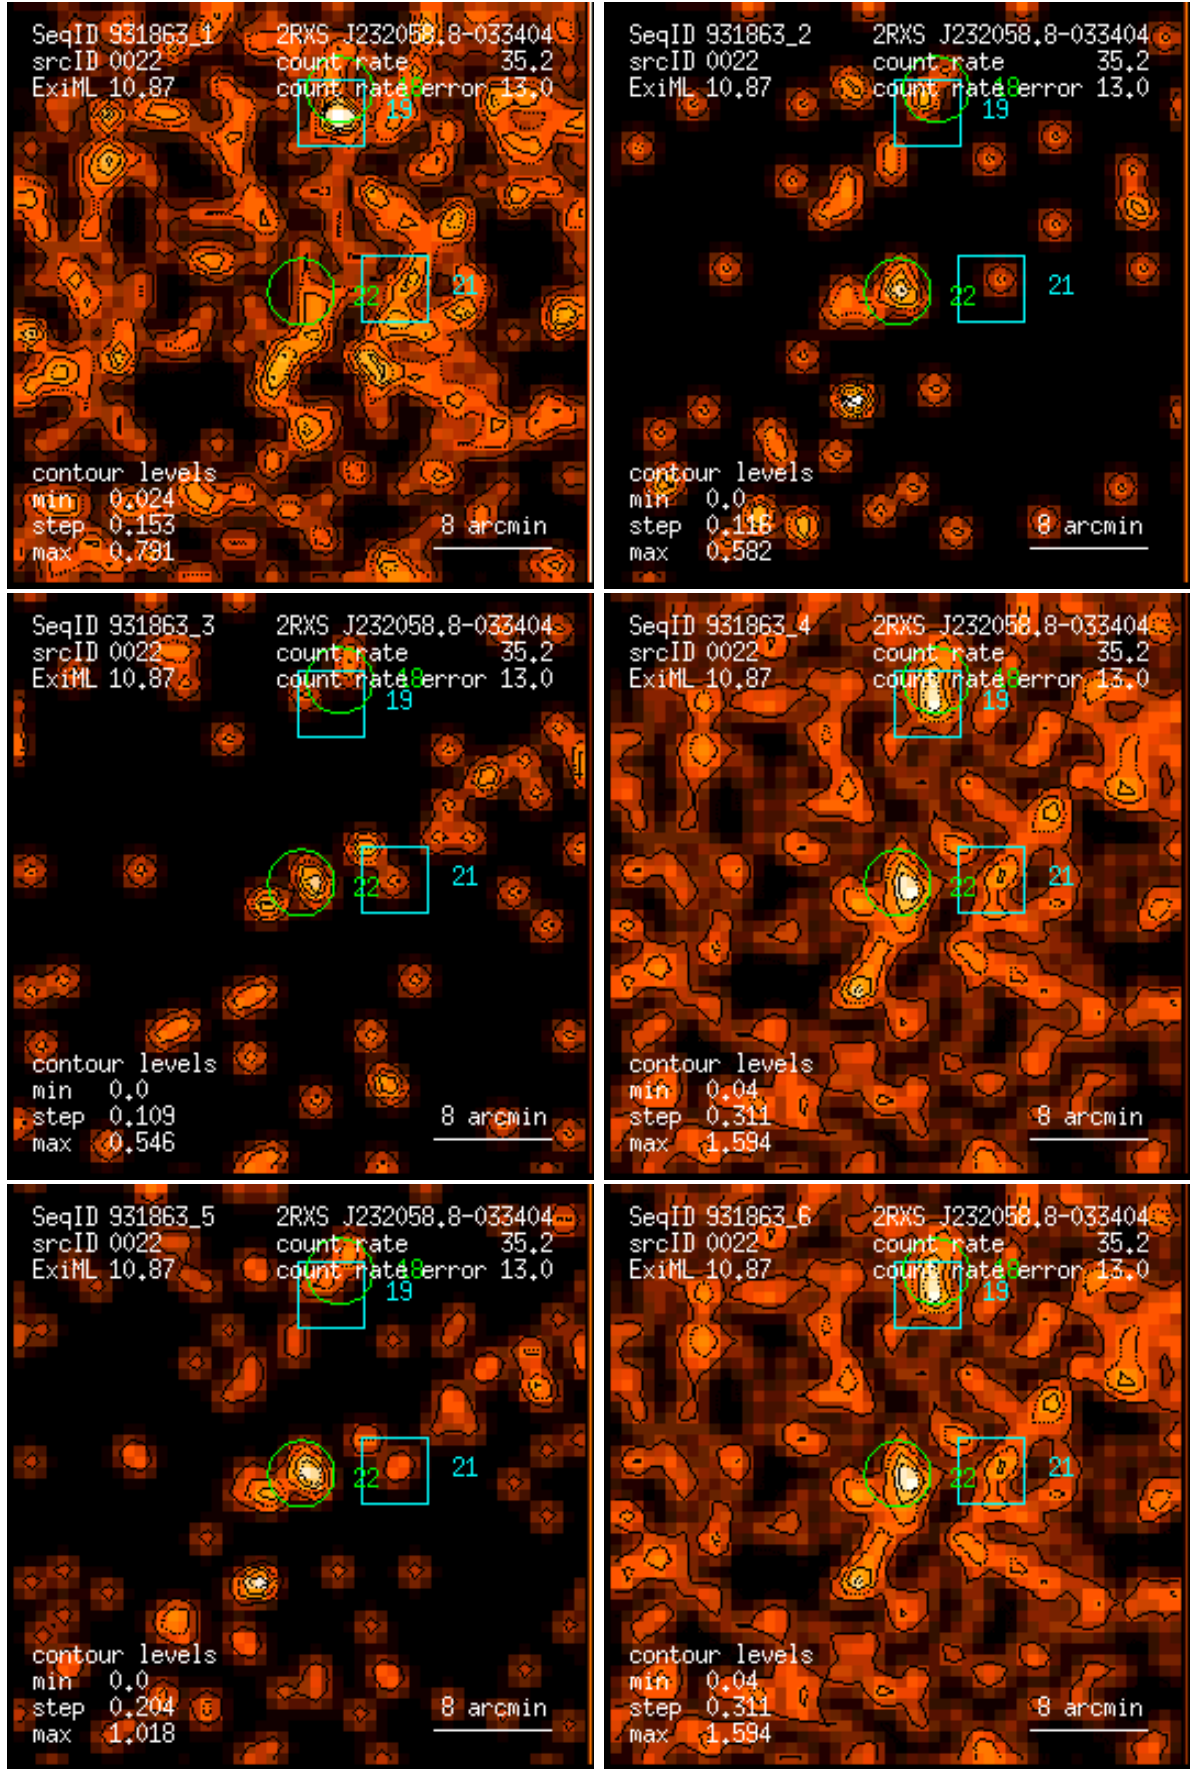 SeqID 931863_1 2RXS J232058.8-033404
srcID 0022 count rate 35.2
ExiML 10.87 count rate error 13.0
18
19
21
22
contour levels
min 0.024
step 0.153
max 0.791
8 arcmin
SeqID 931863_2 2RXS J232058.8-033404
srcID 0022 count rate 35.2
ExiML 10.87 count rate error 13.0
18
19
21
22
contour levels
min 0.0
step 0.116
max 0.582
8 arcmin
SeqID 931863_3 2RXS J232058.8-033404
srcID 0022 count rate 35.2
ExiML 10.87 count rate error 13.0
18
19
21
22
contour levels
min 0.0
step 0.109
max 0.546
8 arcmin
SeqID 931863_4 2RXS J232058.8-033404
srcID 0022 count rate 35.2
ExiML 10.87 count rate error 13.0
18
19
21
22
contour levels
min 0.04
step 0.311
max 1.594
8 arcmin
SeqID 931863_5 2RXS J232058.8-033404
srcID 0022 count rate 35.2
ExiML 10.87 count rate error 13.0
18
19
21
22
contour levels
min 0.0
step 0.204
max 1.018
8 arcmin
SeqID 931863_6 2RXS J232058.8-033404
srcID 0022 count rate 35.2
ExiML 10.87 count rate error 13.0
18
19
21
22
contour levels
min 0.04
step 0.311
max 1.594
8 arcmin